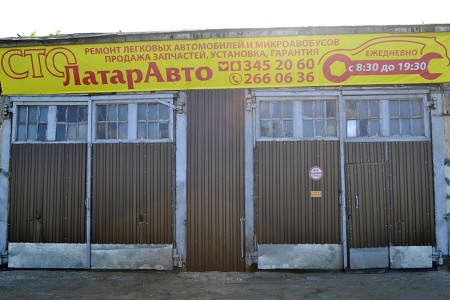 СТО
ЛатарАвто
РЕМОНТ ЛЕГКОВЫХ АВТОМОБИЛЕЙ И МИКРОАВОБУСОВ
ПРОДАЖА ЗАПЧАСТЕЙ, УСТАНОВКА, ГАРАНТИЯ
345 20 60
266 06 36
ЕЖЕДНЕВНО
с 8:30 до 19:30